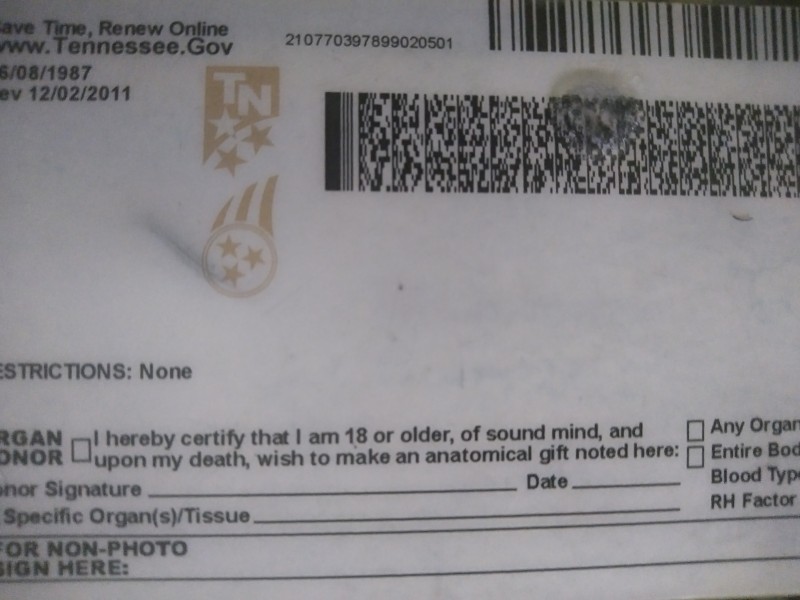 ave Time, Renew Online
www.Tennessee.Gov
210770397899020501
6/08/1987
ev 12/02/2011
TN
ESTRICTIONS: None
RGAN
ONOR
I hereby certify that I am 18 or older, of sound mind, and
upon my death, wish to make an anatomical gift noted here:
Any Organ
Entire Bod
Blood Type
RH Factor
onor Signature
Date
Specific Organ(s)/Tissue
FOR NON-PHOTO
SIGN HERE: